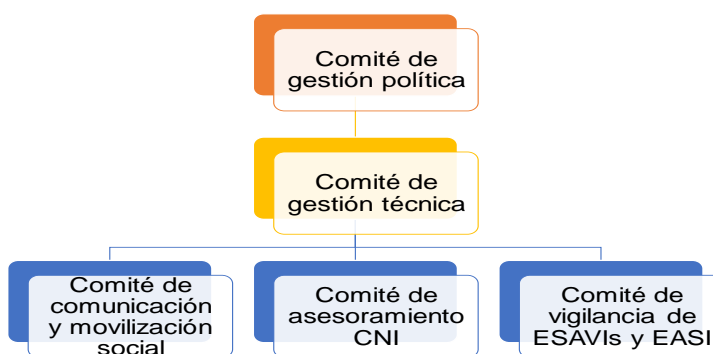 Comité de
gestión política
Comité de
gestión técnica
Comité de
comunicación
y movilización
social
Comité de
asesoramiento
CNI
Comité de
vigilancia de
ESAVIs y EASI